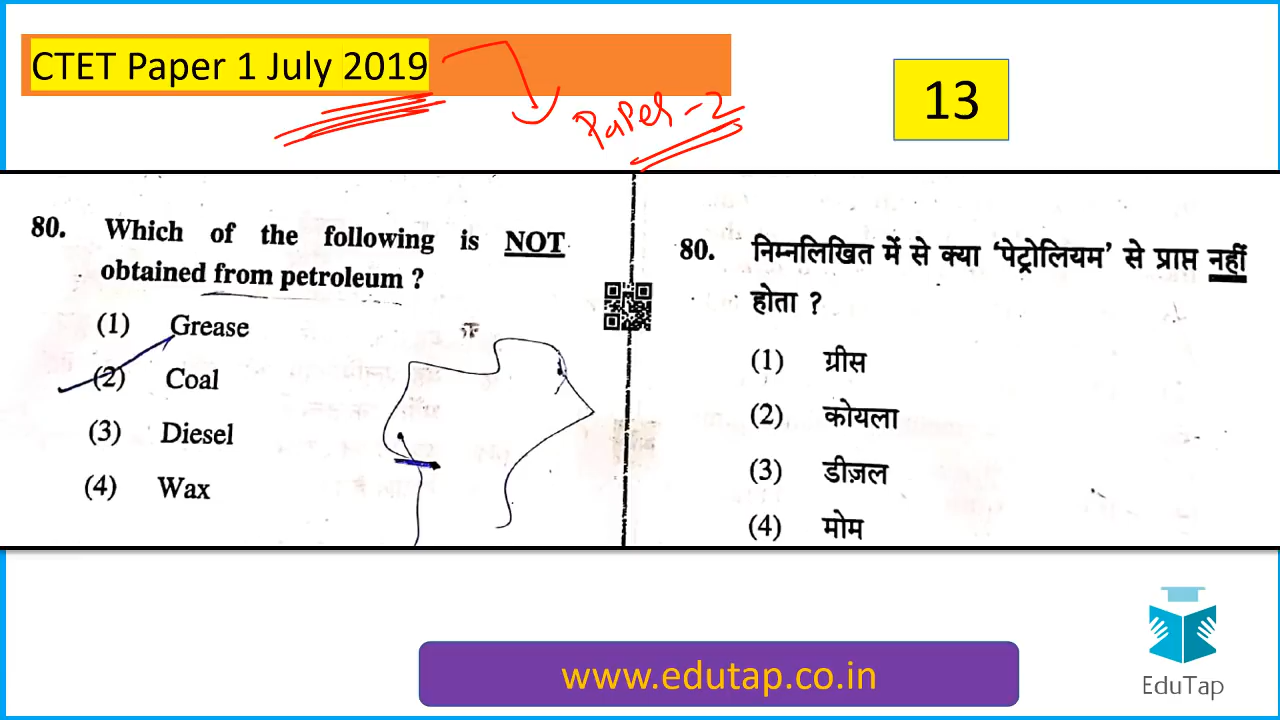 CTET Paper 1 July 2019
Paper-2
13
80. Which of the following is NOT
obtained from petroleum ?
(1) Grease
(2) Coal
(3) Diesel
(4) Wax
80. निम्नलिखित में से क्या ‘पेट्रोलियम’ से प्राप्त नहीं
होता ?
(1) ग्रीस
(2) कोयला
(3) डीज़ल
(4) मोम
www.edutap.co.in
EduTap